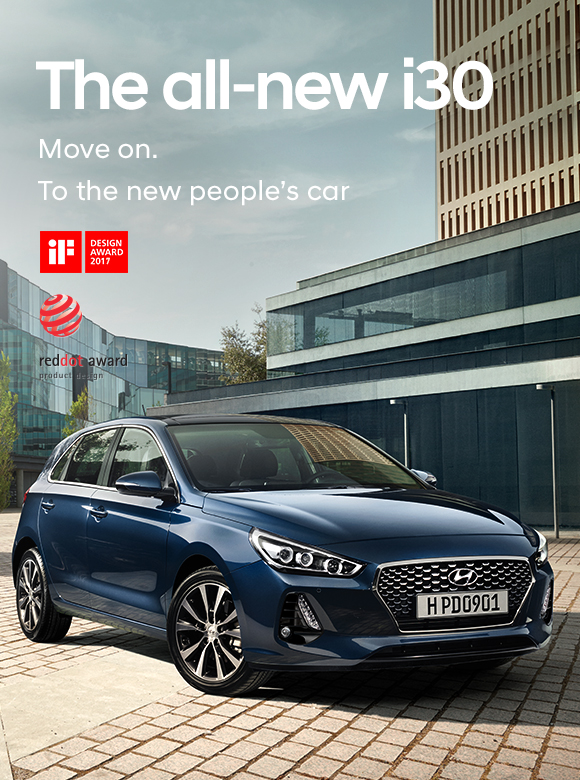 The all-new i30
Move on.
To the new people's car
iF
DESIGN
AWARD
2017
reddot award
product design
H PD0901